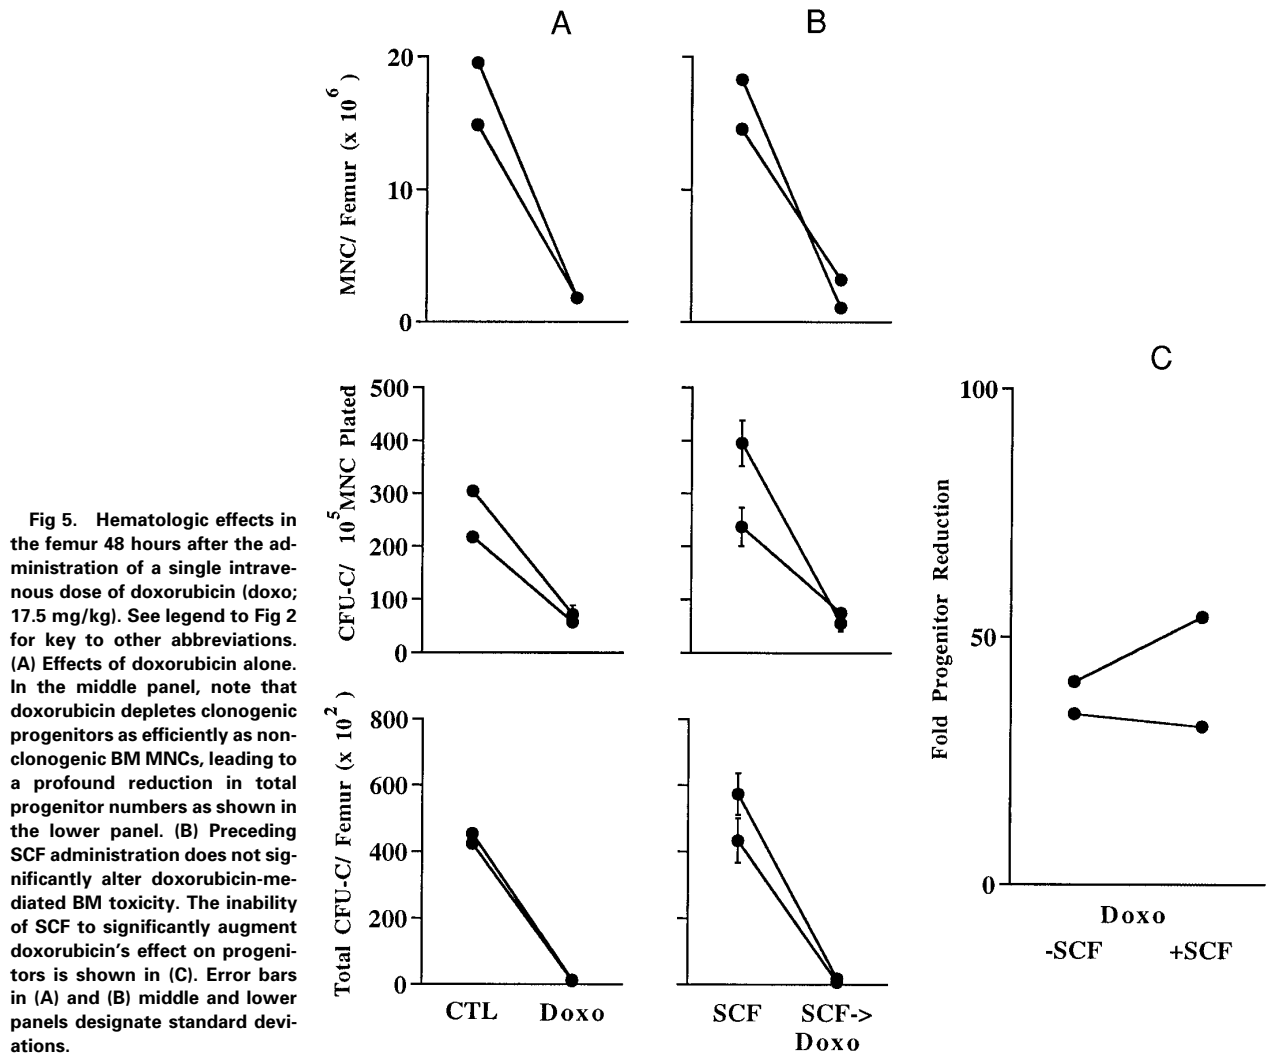 A
B
MNC/ Femur (x 10^6)
20
10
0
CFU-C/ 10^5 MNC Plated
500
400
300
200
100
0
Total CFU-C/ Femur (x 10^2)
800
600
400
200
0
CTL Doxo
SCF SCF->
Doxo
C
Fold Progenitor Reduction
100
50
0
Doxo
-SCF +SCF
Fig 5. Hematologic effects in
the femur 48 hours after the ad-
ministration of a single intrave-
nous dose of doxorubicin (doxo;
17.5 mg/kg). See legend to Fig 2
for key to other abbreviations.
(A) Effects of doxorubicin alone.
In the middle panel, note that
doxorubicin depletes clonogenic
progenitors as efficiently as non-
clonogenic BM MNCs, leading to
a profound reduction in total
progenitor numbers as shown in
the lower panel. (B) Preceding
SCF administration does not sig-
nificantly alter doxorubicin-me-
diated BM toxicity. The inability
of SCF to significantly augment
doxorubicin's effect on progeni-
tors is shown in (C). Error bars
in (A) and (B) middle and lower
panels designate standard devi-
ations.